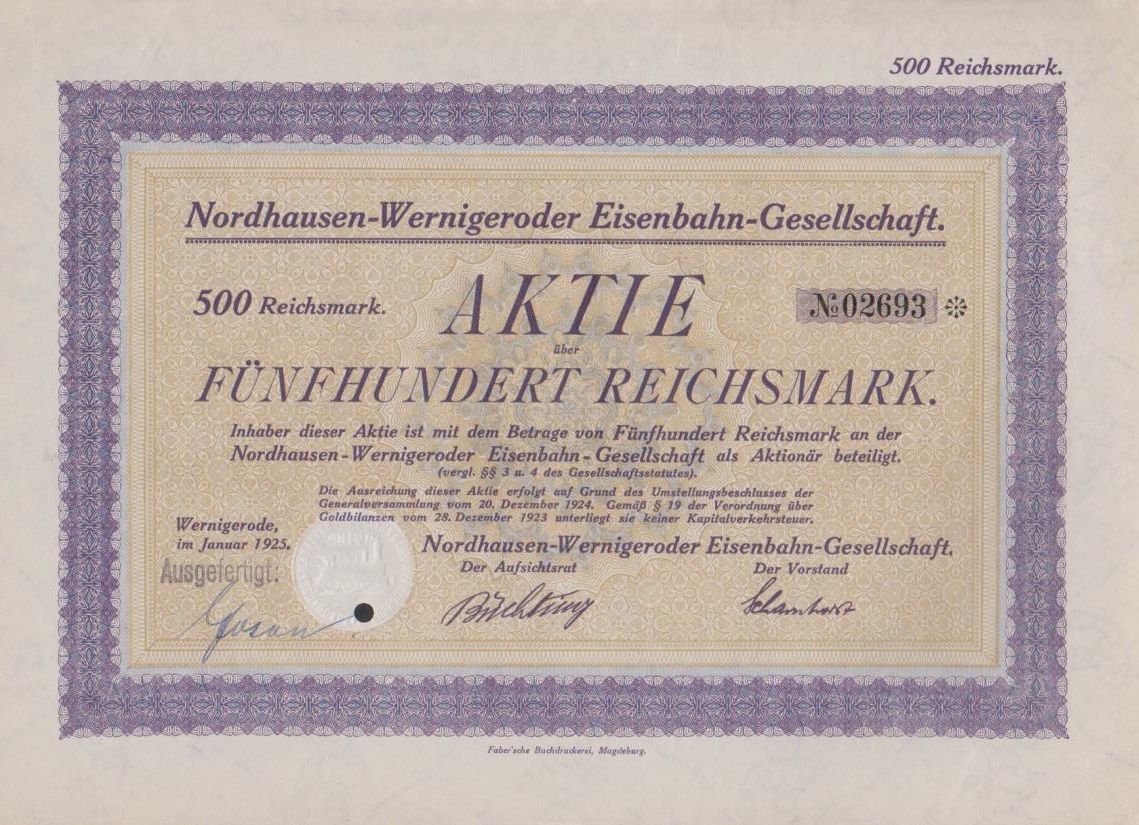 500 Reichsmark.
Nordhausen-Wernigeroder Eisenbahn-Gesellschaft.
500 Reichsmark. AKTIE № 02693 ❊
über
FÜNFHUNDERT REICHSMARK.
Inhaber dieser Aktie ist mit dem Betrage von Fünfhundert Reichsmark an der
Nordhausen-Wernigeroder Eisenbahn-Gesellschaft als Aktionär beteiligt.
(vergl. §§ 3 u. 4 des Gesellschaftsstatutes).
Die Ausreichung dieser Aktie erfolgt auf Grund des Umstellungsbeschlusses der
Generalversammlung vom 20. Dezember 1924. Gemäß § 19 der Verordnung über
Goldbilanzen vom 28. Dezember 1923 unterliegt sie keiner Kapitalverkehrsteuer.
Wernigerode,
im Januar 1925.
Ausgefertigt:
Nordhausen-Wernigeroder Eisenbahn-Gesellschaft.
Der Aufsichtsrat Der Vorstand
Büchting Scharnhorst
Faber'sche Buchdruckerei, Magdeburg.